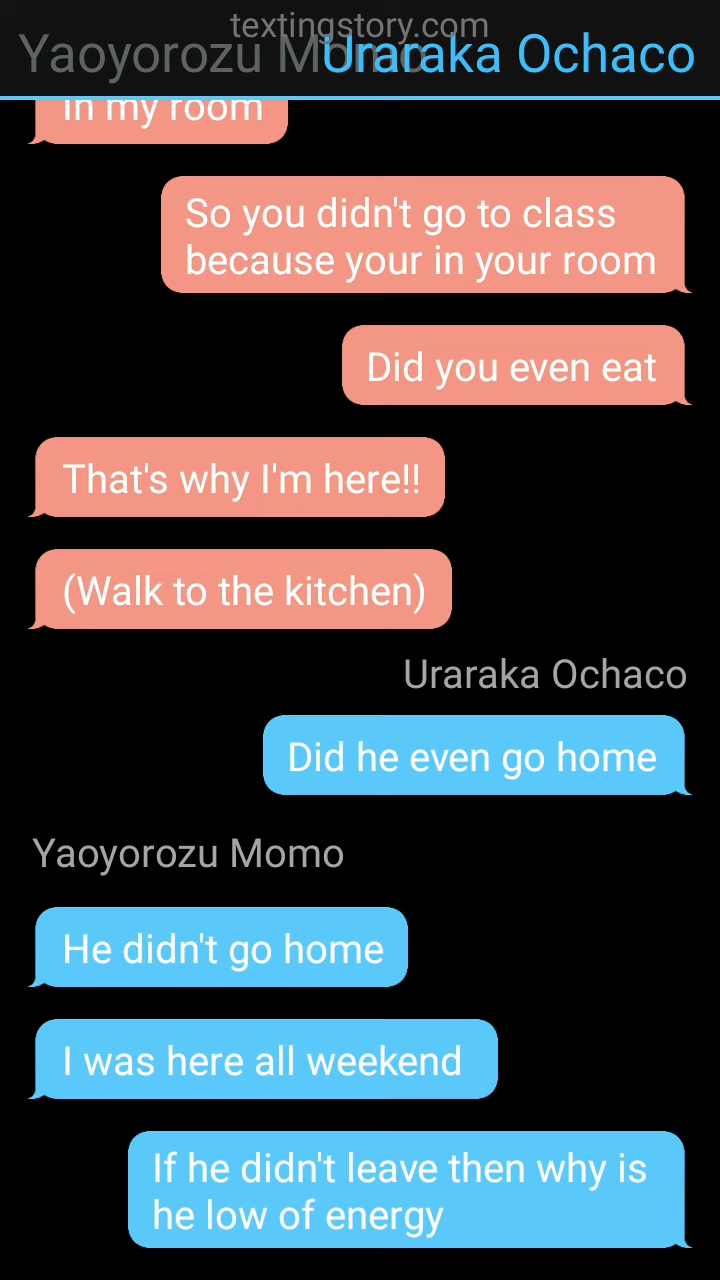 textingstory.com
Yaoyorozu Momo
Uraraka Ochaco
in my room
So you didn't go to class
because your in your room
Did you even eat
That's why I'm here!!
(Walk to the kitchen)
Uraraka Ochaco
Did he even go home
Yaoyorozu Momo
He didn't go home
I was here all weekend
If he didn't leave then why is
he low of energy